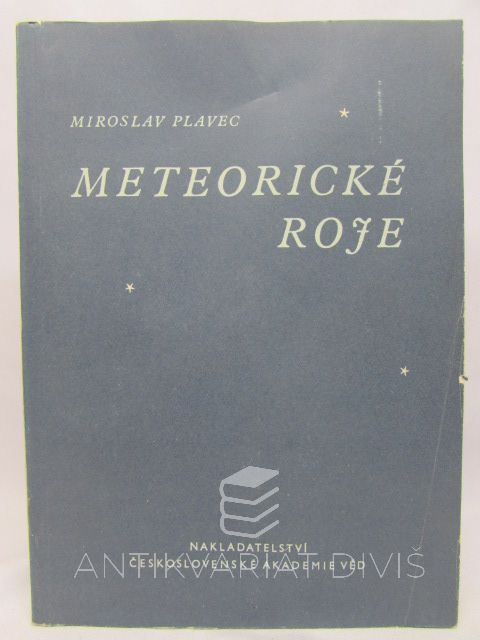 MIROSLAV PLAVEC
METEORICKÉ
ROJE
NAKLADATELSTVÍ
ANTIKVARIÁT DIVIŠ
ČESKOSLOVENSKÉ AKADEMIE VĚD